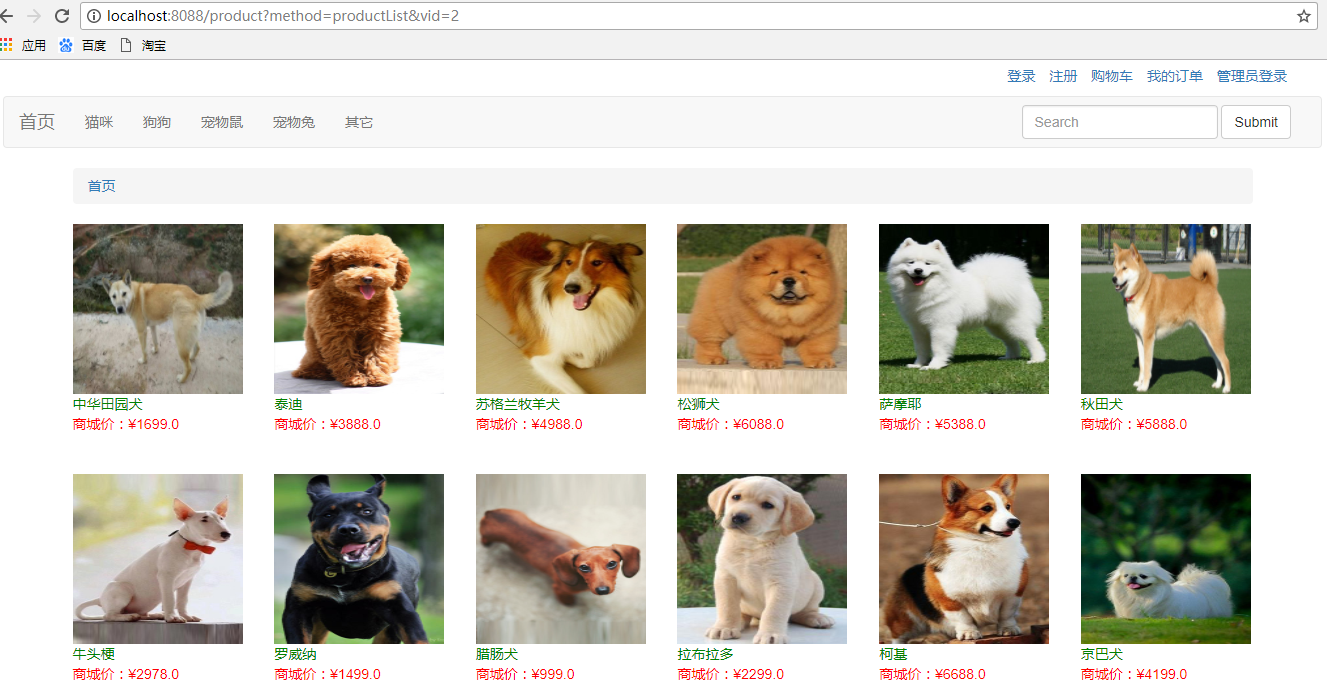 localhost:8088/product?method=productList&vid=2
应用 百度 淘宝
登录 注册 购物车 我的订单 管理员登录
首页 猫咪 狗狗 宠物鼠 宠物兔 其它 Search Submit
首页
中华田园犬 泰迪 苏格兰牧羊犬 松狮犬 萨摩耶 秋田犬
商城价：¥1699.0 商城价：¥3888.0 商城价：¥4988.0 商城价：¥6088.0 商城价：¥5388.0 商城价：¥5888.0
牛头梗 罗威纳 腊肠犬 拉布拉多 柯基 京巴犬
商城价：¥2978.0 商城价：¥1499.0 商城价：¥999.0 商城价：¥2299.0 商城价：¥6688.0 商城价：¥4199.0